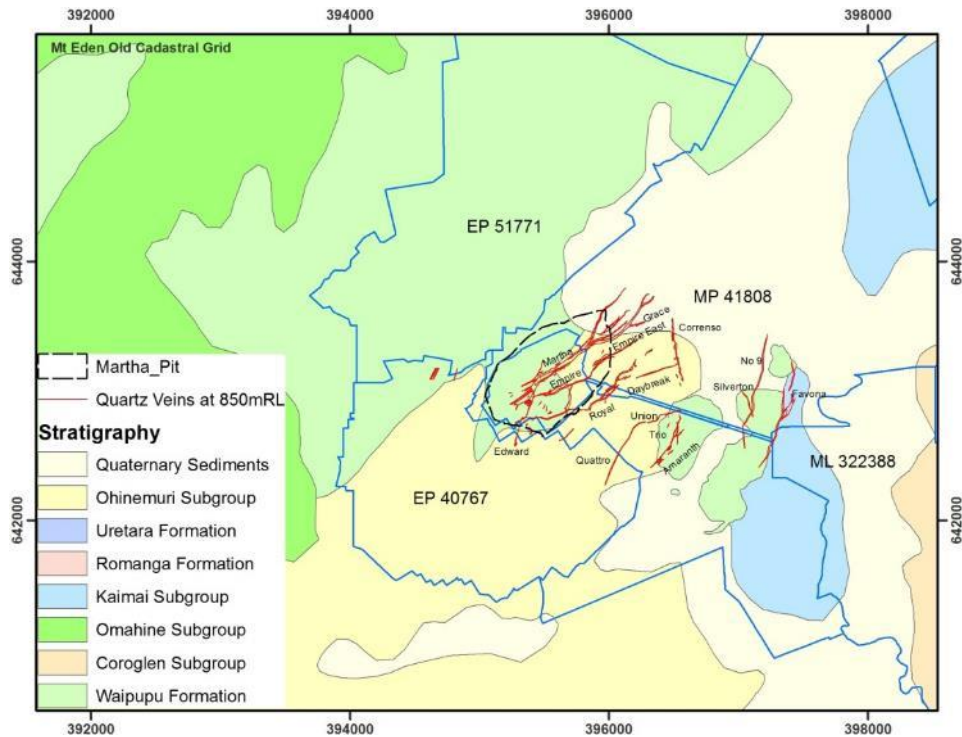 392000
394000
396000
398000
Mt Eden Old Cadastral Grid
EP 51771
644000
644000
MP 41808
Grace
Correnso
Empire East
Martha
No 9
Empire
Daybreak
Silverton
Favona
Royal
Union
Trio
Edward
Quattro
Amaranth
ML 322388
EP 40767
642000
642000
Martha_Pit
Quartz Veins at 850mRL
Stratigraphy
Quaternary Sediments
Ohinemuri Subgroup
Uretara Formation
Romanga Formation
Kaimai Subgroup
Omahine Subgroup
Coroglen Subgroup
Waipupu Formation
392000
394000
396000
398000